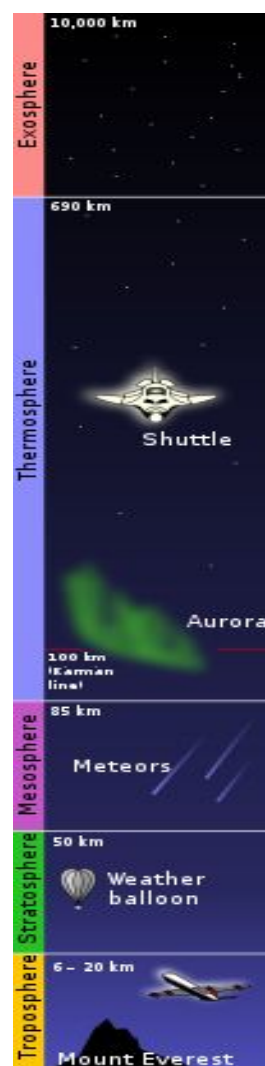 10,000 km
Exosphere
690 km
Thermosphere
Shuttle
Aurora
100 km
(Karman
line)
85 km
Mesosphere
Meteors
50 km
Stratosphere
Weather
balloon
6 – 20 km
Troposphere
Mount Everest